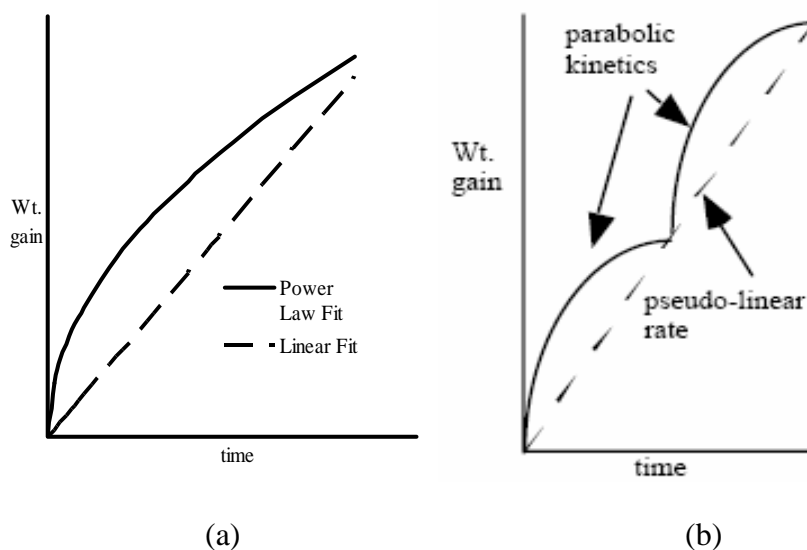 Wt.
gain
Power
Law Fit
Linear Fit
time
(a)
parabolic
kinetics
Wt.
gain
pseudo-linear
rate
time
(b)